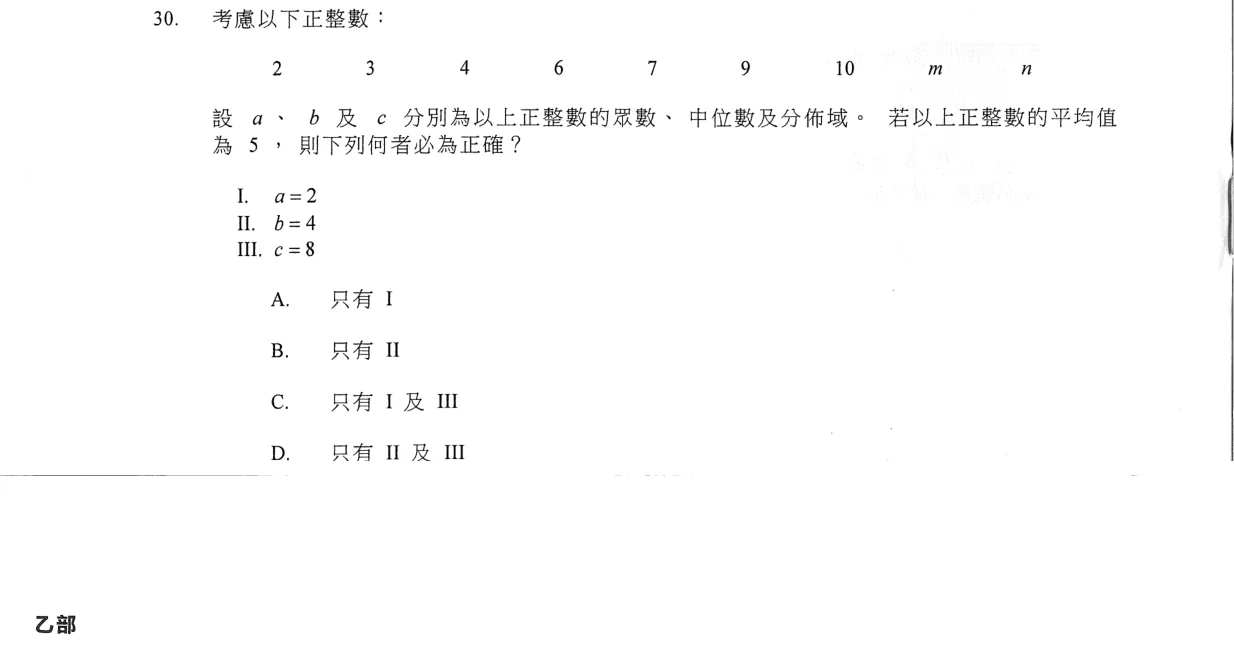 30. 考慮以下正整數：
2 3 4 6 7 9 10 m n
設 a、 b 及 c 分別為以上正整數的眾數、中位數及分佈域。 若以上正整數的平均值
為 5 ， 則下列何者必為正確？
I. a = 2
II. b = 4
III. c = 8
A. 只有 I
B. 只有 II
C. 只有 I 及 III
D. 只有 II 及 III
乙部